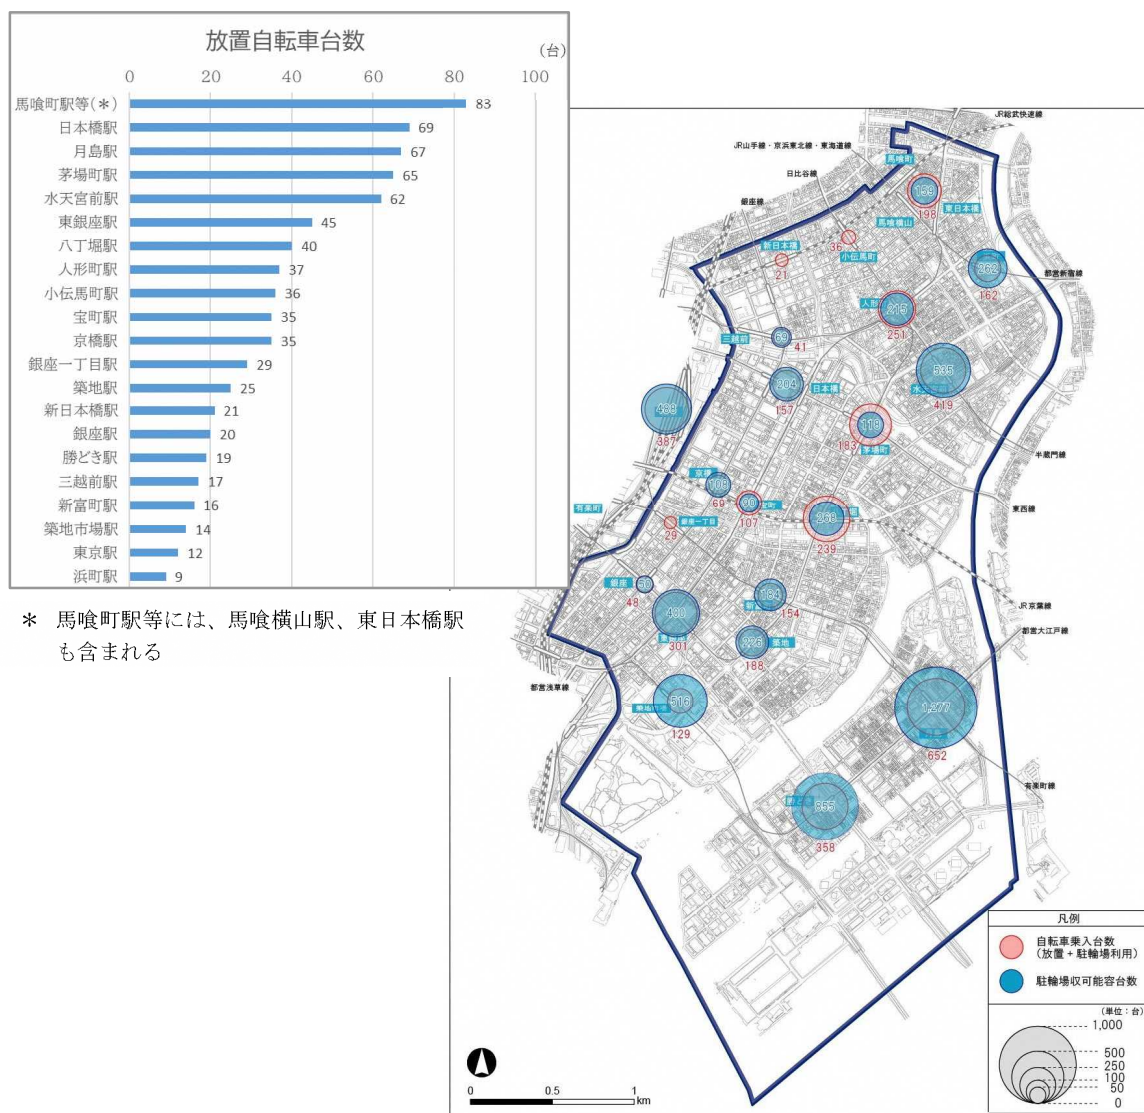 放置自転車台数
(台)
0 20 40 60 80 100
馬喰町駅等(*) 83
日本橋駅 69
月島駅 67
茅場町駅 65
水天宮前駅 62
東銀座駅 45
八丁堀駅 40
人形町駅 37
小伝馬町駅 36
宝町駅 35
京橋駅 35
銀座一丁目駅 29
築地駅 25
新日本橋駅 21
銀座駅 20
勝どき駅 19
三越前駅 17
新富町駅 16
築地市場駅 14
東京駅 12
浜町駅 9
* 馬喰町駅等には、馬喰横山駅、東日本橋駅
も含まれる
JR総武快速線
JR山手線・京浜東北線・東海道線
馬喰町
日比谷線
159
198
東日本橋
銀座線
馬喰横山
36
小伝馬町
新日本橋
21
262
162
都営新宿線
人形
215
251
三越前
69
41
535
419
204
日本橋
157
468
387
118
183
茅場町
半蔵門線
京橋
108
69
90
宝町
107
268
239
東西線
有楽町
銀座一丁目
29
銀座
50
48
184
154
JR京葉線
430
301
226
築地
188
都営大江戸線
都営浅草線
516
129
1,277
652
有楽町線
勝どき
855
358
凡例
自転車乗入台数
(放置+駐輪場利用)
駐輪場収可能容台数
(単位:台)
1,000
500
250
100
50
0
0 0.5 1
km